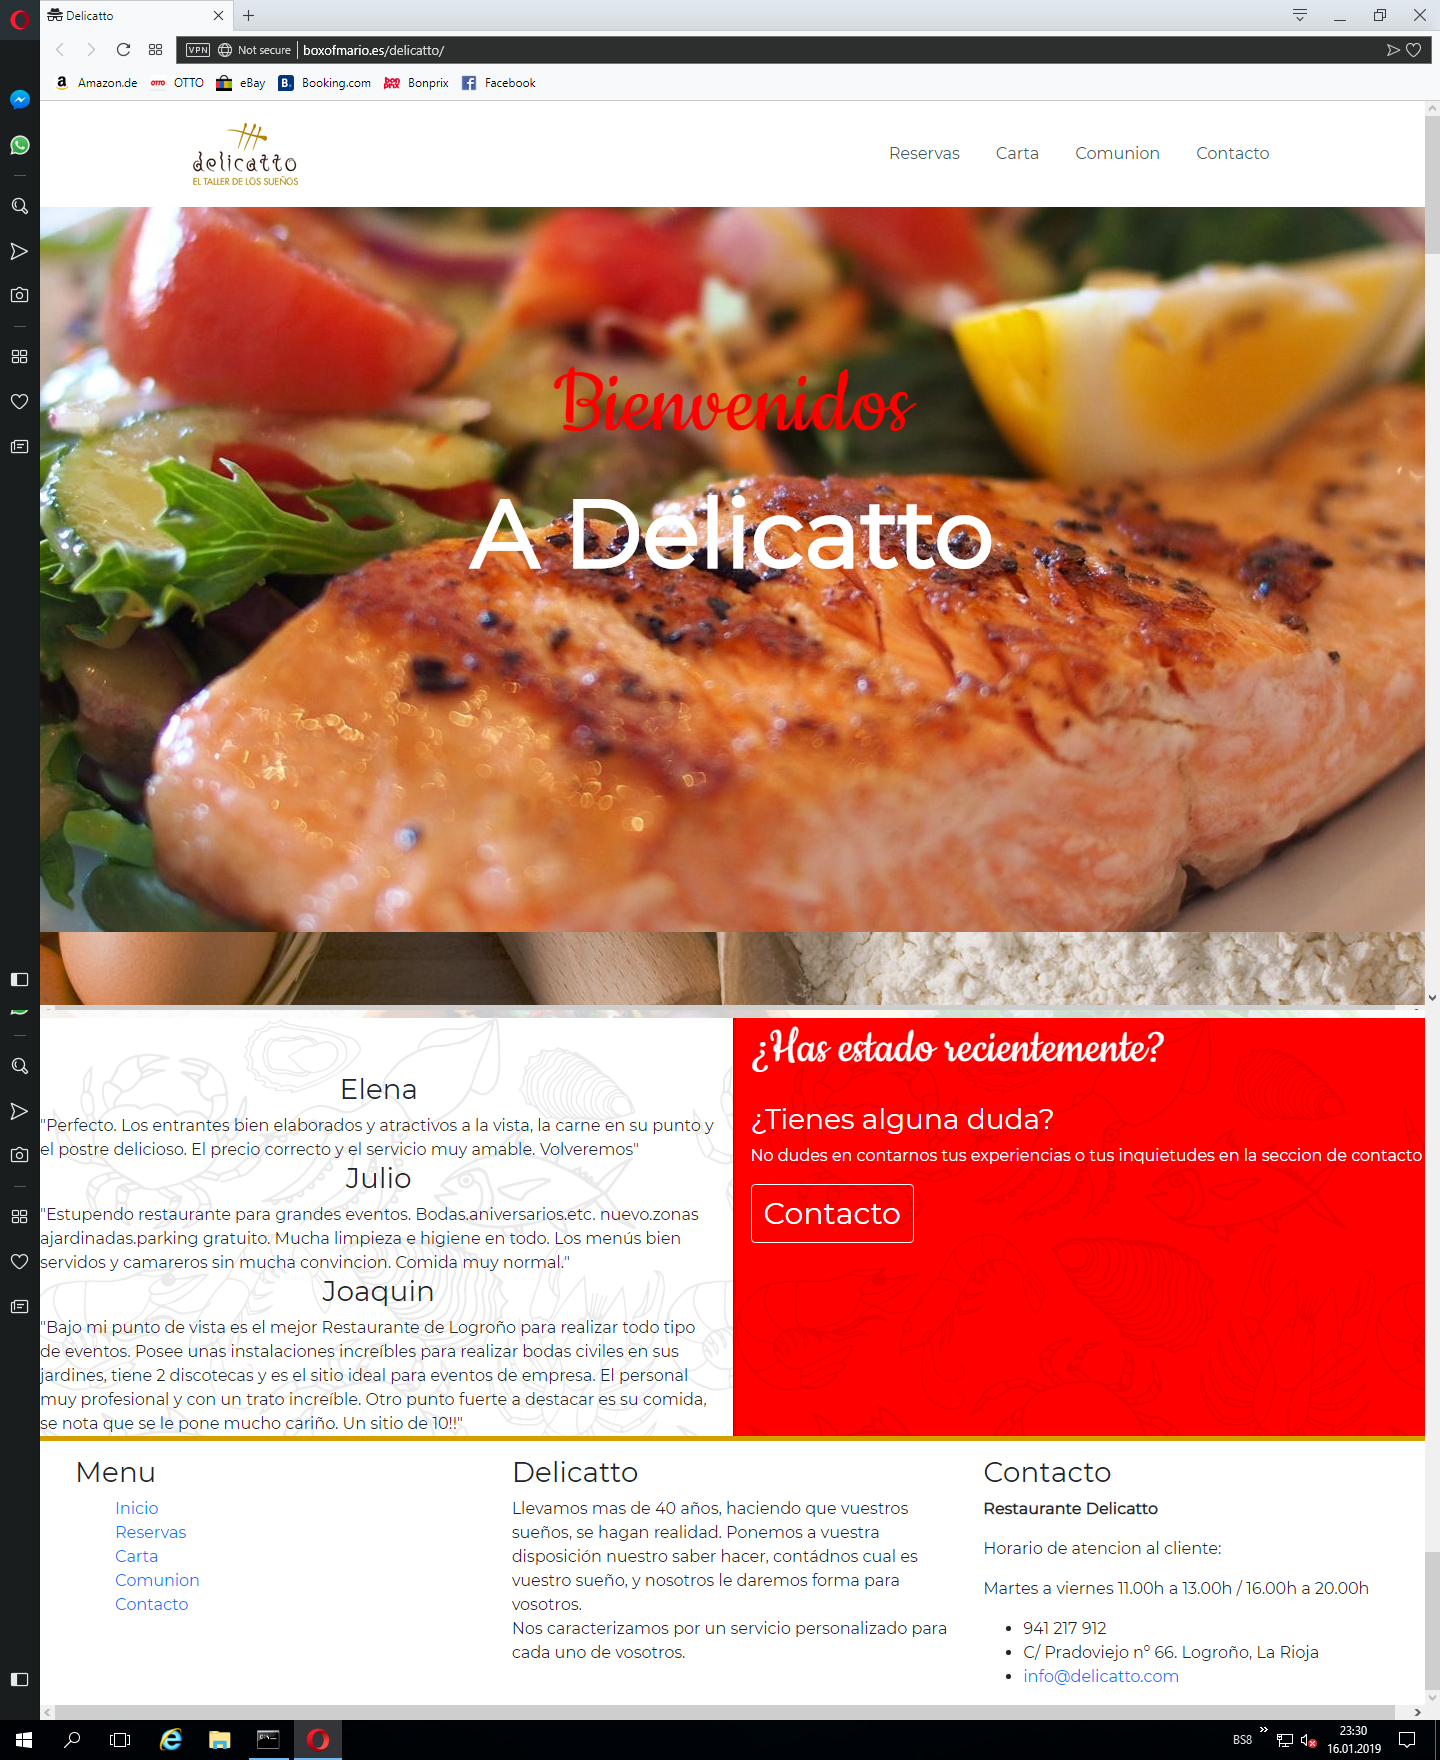 Delicatto
VPN Not secure boxofmario.es/delicatto/
Amazon.de OTTO eBay Booking.com Bonprix Facebook
delicatto
EL TALLER DE LOS SUEÑOS
Reservas Carta Comunion Contacto
Bienvenidos
A Delicatto
Elena
"Perfecto. Los entrantes bien elaborados y atractivos a la vista, la carne en su punto y
el postre delicioso. El precio correcto y el servicio muy amable. Volveremos"
Julio
"Estupendo restaurante para grandes eventos. Bodas.aniversarios.etc. nuevo.zonas
ajardinadas.parking gratuito. Mucha limpieza e higiene en todo. Los menús bien
servidos y camareros sin mucha convincion. Comida muy normal."
Joaquin
"Bajo mi punto de vista es el mejor Restaurante de Logroño para realizar todo tipo
de eventos. Posee unas instalaciones increíbles para realizar bodas civiles en sus
jardines, tiene 2 discotecas y es el sitio ideal para eventos de empresa. El personal
muy profesional y con un trato increíble. Otro punto fuerte a destacar es su comida,
se nota que se le pone mucho cariño. Un sitio de 10!!"
¿Has estado recientemente?
¿Tienes alguna duda?
No dudes en contarnos tus experiencias o tus inquietudes en la seccion de contacto
Contacto
Menu
Inicio
Reservas
Carta
Comunion
Contacto
Delicatto
Llevamos mas de 40 años, haciendo que vuestros
sueños, se hagan realidad. Ponemos a vuestra
disposición nuestro saber hacer, contádnos cual es
vuestro sueño, y nosotros le daremos forma para
vosotros.
Nos caracterizamos por un servicio personalizado para
cada uno de vosotros.
Contacto
Restaurante Delicatto
Horario de atencion al cliente:
Martes a viernes 11.00h a 13.00h / 16.00h a 20.00h
941 217 912
C/ Pradoviejo nº 66. Logroño, La Rioja
info@delicatto.com
BS8
23:30
16.01.2019